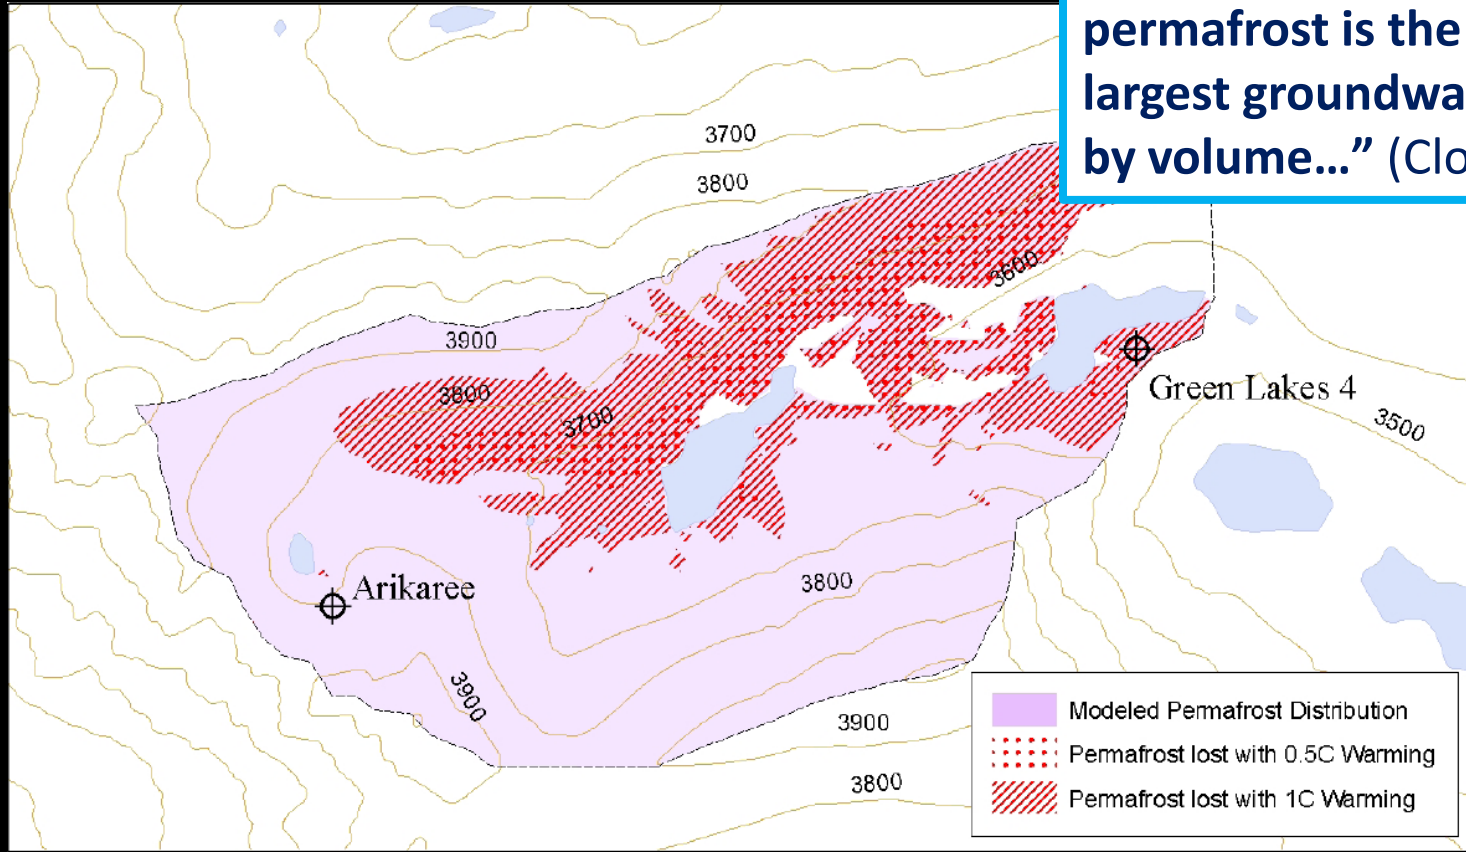 permafrost is the
largest groundwa
by volume…” (Clo
3700
3800
3600
3900
Green Lakes 4
3800
3700
3500
Arikaree
3800
3900
Modeled Permafrost Distribution
3900
Permafrost lost with 0.5C Warming
3800
Permafrost lost with 1C Warming